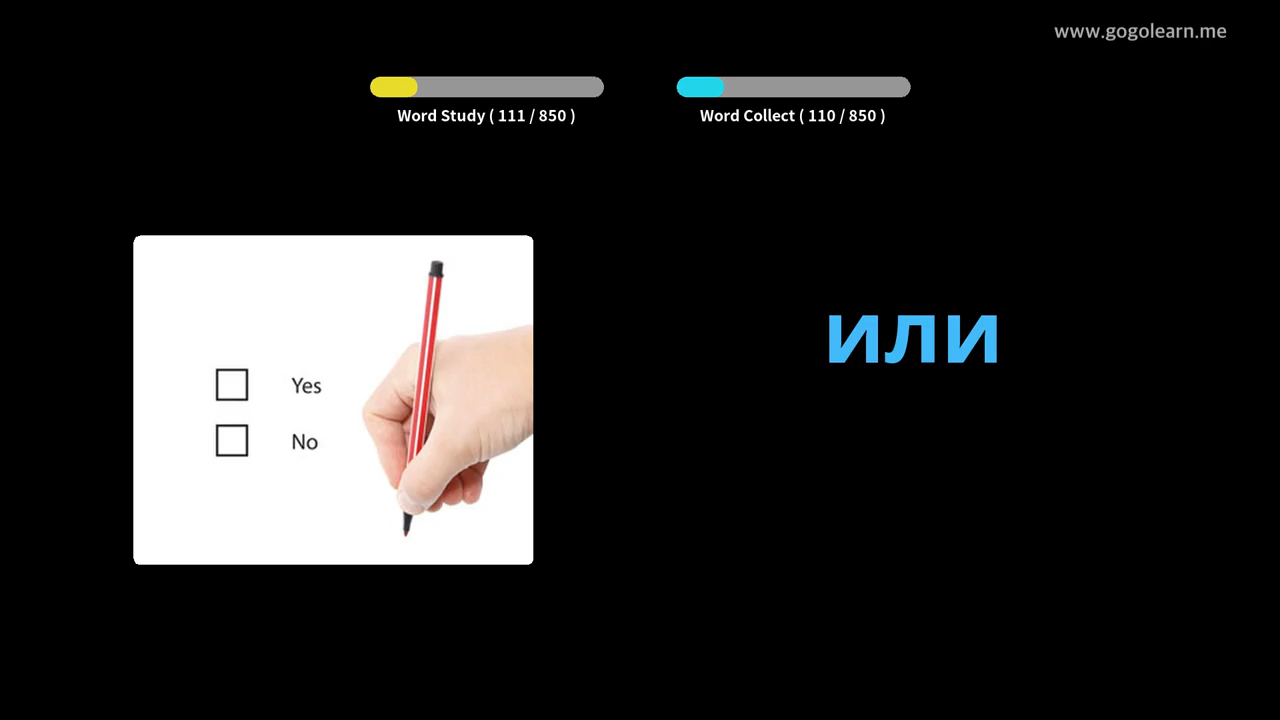 www.gogolearn.me
Word Study ( 111 / 850 )
Word Collect ( 110 / 850 )
Yes
No
или